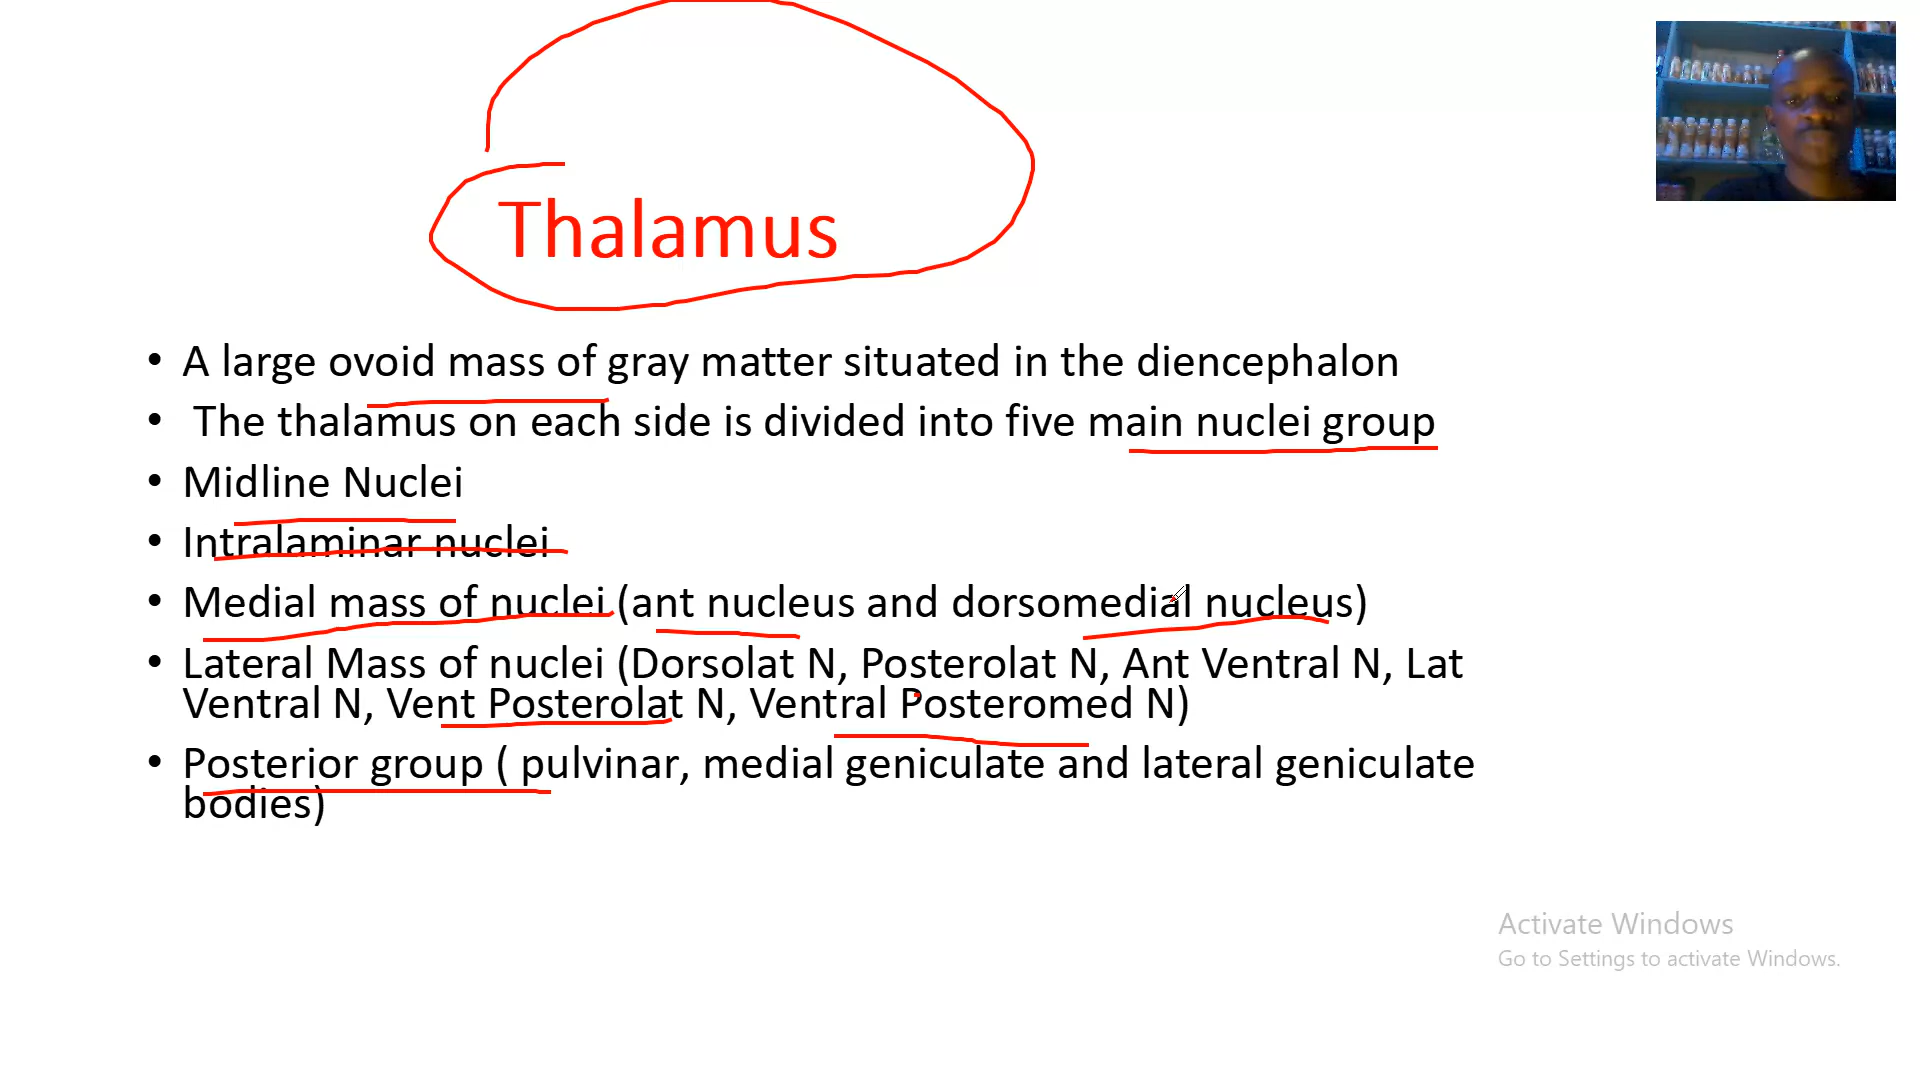 Thalamus
• A large ovoid mass of gray matter situated in the diencephalon
• The thalamus on each side is divided into five main nuclei group
• Midline Nuclei
• Intralaminar nuclei
• Medial mass of nuclei (ant nucleus and dorsomedial nucleus)
• Lateral Mass of nuclei (Dorsolat N, Posterolat N, Ant Ventral N, Lat
Ventral N, Vent Posterolat N, Ventral Posteromed N)
• Posterior group ( pulvinar, medial geniculate and lateral geniculate
bodies)
Activate Windows
Go to Settings to activate Windows.